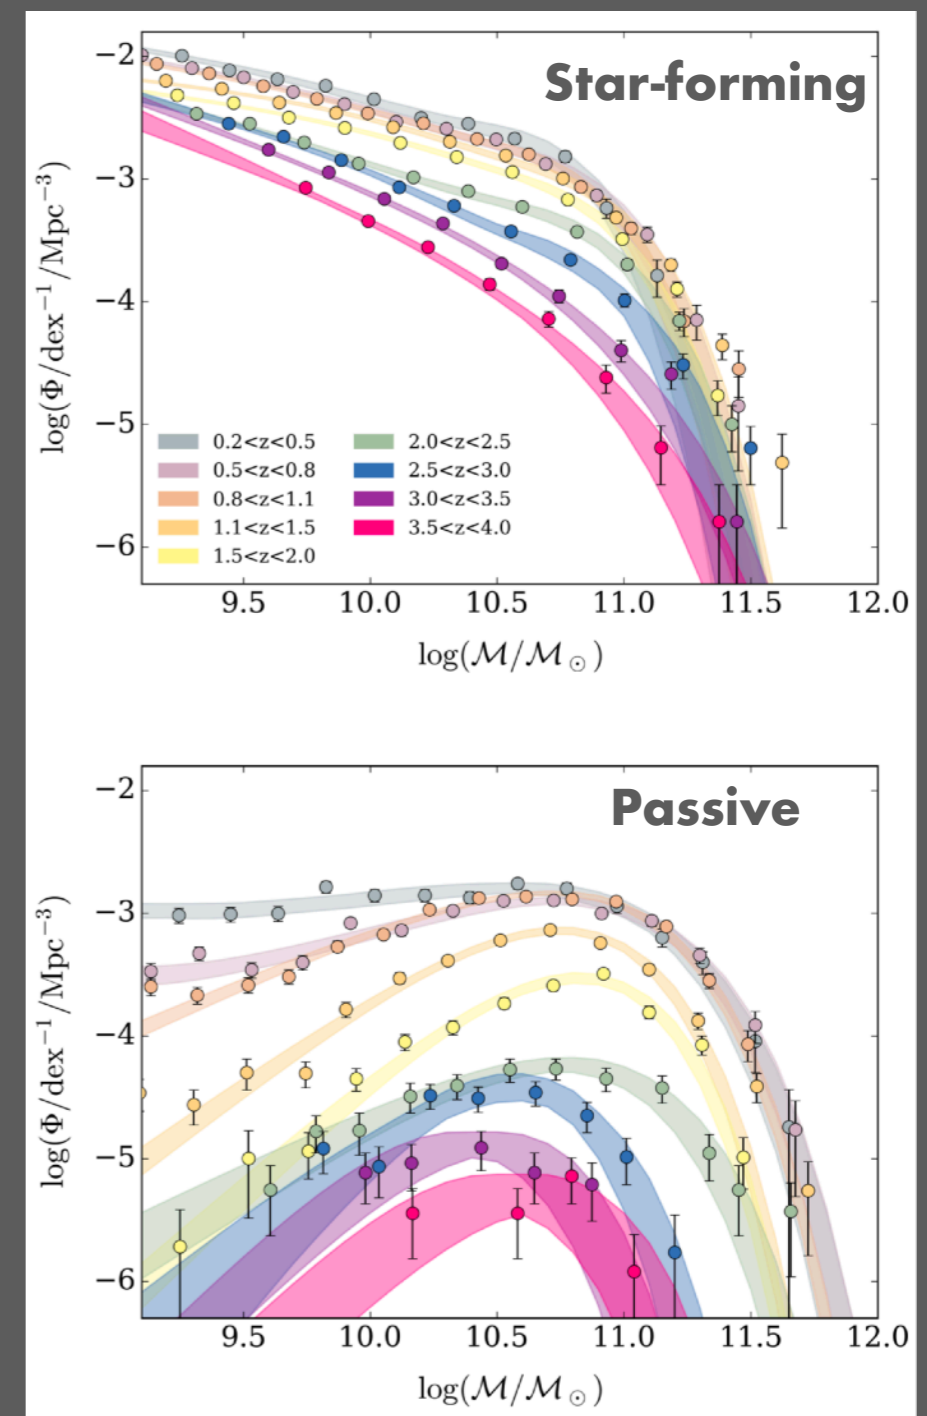 Star-forming
−2
−3
−4
−5
−6
log(Φ/dex⁻¹/Mpc⁻³)
0.2<z<0.5
0.5<z<0.8
0.8<z<1.1
1.1<z<1.5
1.5<z<2.0
2.0<z<2.5
2.5<z<3.0
3.0<z<3.5
3.5<z<4.0
9.5 10.0 10.5 11.0 11.5 12.0
log(ℳ/ℳ⊙)
Passive
−2
−3
−4
−5
−6
log(Φ/dex⁻¹/Mpc⁻³)
9.5 10.0 10.5 11.0 11.5 12.0
log(ℳ/ℳ⊙)